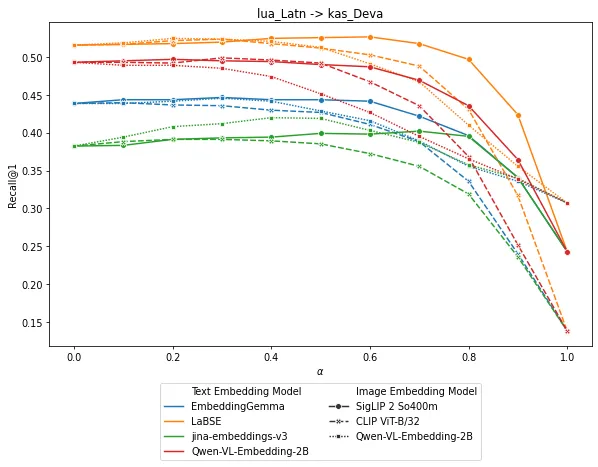 lua_Latn -> kas_Deva
Recall@1
0.50
0.45
0.40
0.35
0.30
0.25
0.20
0.15
0.0
0.2
0.4
0.6
0.8
1.0
α
Text Embedding Model
EmbeddingGemma
LaBSE
jina-embeddings-v3
Qwen-VL-Embedding-2B
Image Embedding Model
SigLIP 2 So400m
CLIP ViT-B/32
Qwen-VL-Embedding-2B